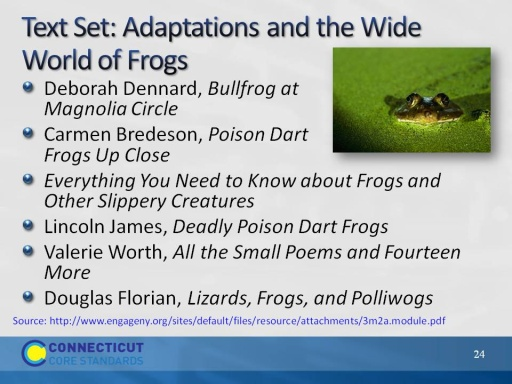 Text Set: Adaptations and the Wide
World of Frogs
Deborah Dennard, Bullfrog at
Magnolia Circle
Carmen Bredeson, Poison Dart
Frogs Up Close
Everything You Need to Know about Frogs and
Other Slippery Creatures
Lincoln James, Deadly Poison Dart Frogs
Valerie Worth, All the Small Poems and Fourteen
More
Douglas Florian, Lizards, Frogs, and Polliwogs
Source: http://www.engageny.org/sites/default/files/resource/attachments/3m2a.module.pdf
CONNECTICUT
CORE STANDARDS
24